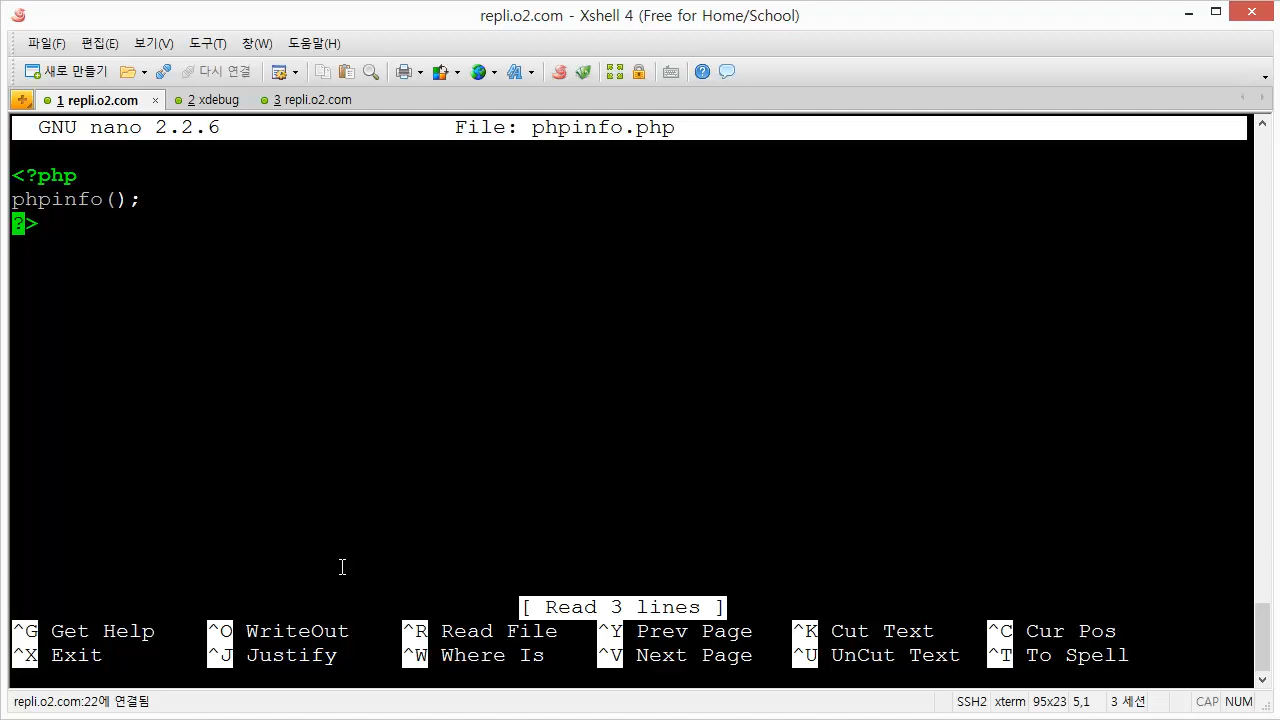 repli.o2.com - Xshell 4 (Free for Home/School)
파일(F) 편집(E) 보기(V) 도구(T) 창(W) 도움말(H)
새로 만들기 다시 연결
1 repli.o2.com × 2 xdebug 3 repli.o2.com
GNU nano 2.2.6 File: phpinfo.php
<?php
phpinfo();
?>
[ Read 3 lines ]
^G Get Help ^O WriteOut ^R Read File ^Y Prev Page ^K Cut Text ^C Cur Pos
^X Exit ^J Justify ^W Where Is ^V Next Page ^U UnCut Text ^T To Spell
repli.o2.com:22에 연결됨 SSH2 xterm 95x23 5,1 3 세션 CAP NUM